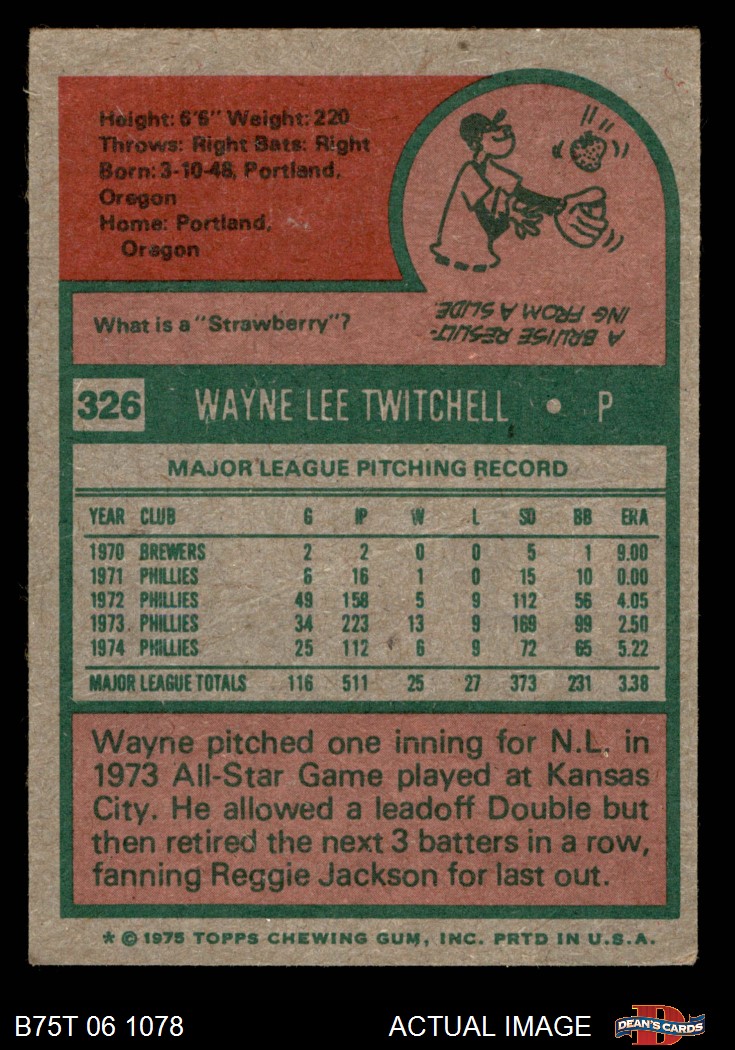 Height: 6'6" Weight: 220
Throws: Right Bats: Right
Born: 3-10-48, Portland,
Oregon
Home: Portland,
Oregon
What is a "Strawberry"?
A BRUISE RESULT-
ING FROM A SLIDE.
326 WAYNE LEE TWITCHELL • P
MAJOR LEAGUE PITCHING RECORD
YEAR CLUB G IP W L SO BB ERA
1970 BREWERS 2 2 0 0 5 1 9.00
1971 PHILLIES 6 16 1 0 15 10 0.00
1972 PHILLIES 49 158 5 9 112 56 4.05
1973 PHILLIES 34 223 13 9 169 99 2.50
1974 PHILLIES 25 112 6 9 72 65 5.22
MAJOR LEAGUE TOTALS 116 511 25 27 373 231 3.38
Wayne pitched one inning for N.L. in
1973 All-Star Game played at Kansas
City. He allowed a leadoff Double but
then retired the next 3 batters in a row,
fanning Reggie Jackson for last out.
* © 1975 TOPPS CHEWING GUM, INC. PRTD IN U.S.A.
B75T 06 1078 ACTUAL IMAGE DEAN'S CARDS